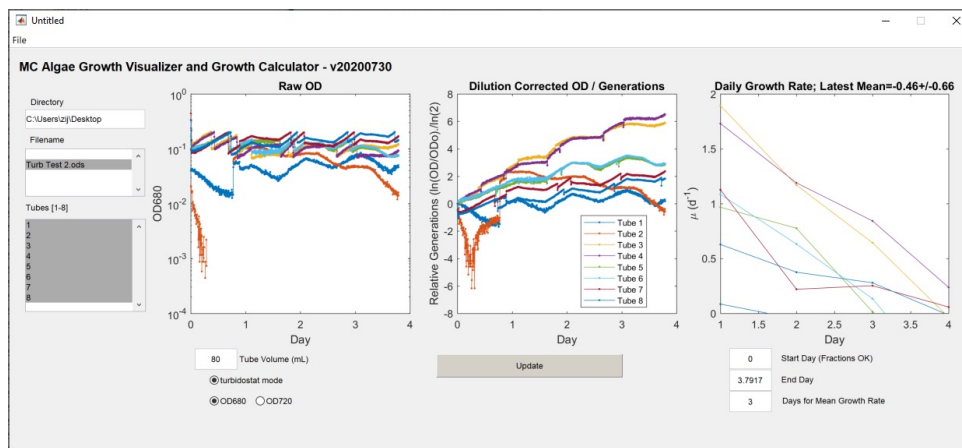 Untitled
File
MC Algae Growth Visualizer and Growth Calculator - v20200730
Directory
C:\Users\zij\Desktop
Filename
Turb Test 2.ods
Tubes [1-8]
1
2
3
4
5
6
7
8
Raw OD
OD680
10^0
10^-1
10^-2
10^-3
10^-4
0 1 2 3 4
Day
80 Tube Volume (mL)
turbidostat mode
OD680 OD720
Dilution Corrected OD / Generations
Relative Generations (ln(OD/ODo)./ln(2)
8
6
4
2
0
-2
-4
-6
-8
Tube 1
Tube 2
Tube 3
Tube 4
Tube 5
Tube 6
Tube 7
Tube 8
0 1 2 3 4
Day
Update
Daily Growth Rate; Latest Mean=-0.46+/-0.66
μ (d^-1)
2
1.5
1
0.5
0
1 1.5 2 2.5 3 3.5 4
Day
0 Start Day (Fractions OK)
3.7917 End Day
3 Days for Mean Growth Rate